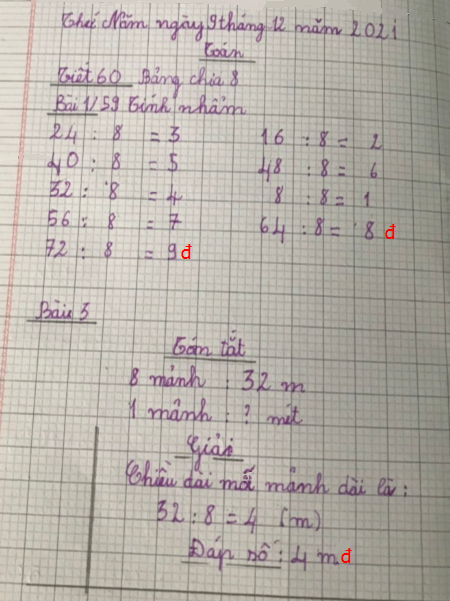 Thứ Năm ngày 9 tháng 12 năm 2021
Toán
Tiết 60 Bảng chia 8
Bài 1/59 Tính nhẩm
24 : 8 = 3 16 : 8 = 2
40 : 8 = 5 48 : 8 = 6
32 : 8 = 4 8 : 8 = 1
56 : 8 = 7 64 : 8 = 8 đ
72 : 8 = 9 đ
Bài 3
Tóm tắt
8 mảnh : 32 m
1 mảnh : ? mét
Giải
Chiều dài mỗi mảnh dài là :
32 : 8 = 4 (m)
Đáp số : 4 m đ